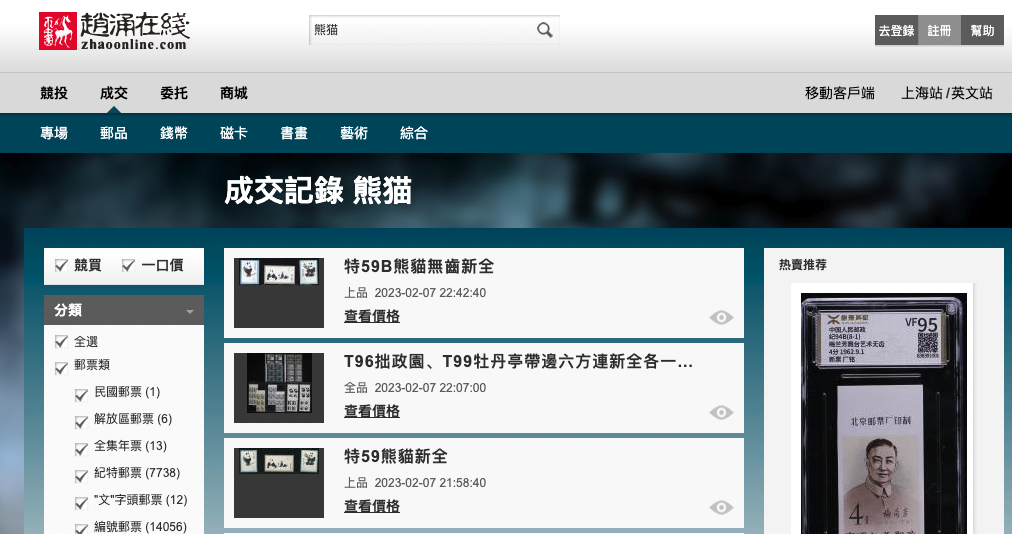 趙涌在綫
zhaoonline.com
熊猫
去登錄 註冊 幫助
競投 成交 委托 商城
移動客戶端 上海站/英文站
專場 郵品 錢幣 磁卡 書畫 藝術 綜合
成交記錄 熊猫
競買 一口價
分類
全選
郵票類
民國郵票 (1)
解放區郵票 (6)
全集年票 (13)
紀特郵票 (7738)
"文"字頭郵票 (12)
編號郵票 (14056)
特59B熊貓無齒新全
上品 2023-02-07 22:42:40
查看價格
T96拙政園、T99牡丹亭帶邊六方連新全各一...
全品 2023-02-07 22:07:00
查看價格
特59熊貓新全
上品 2023-02-07 21:58:40
查看價格
热賣推荐
中国人民邮政
纪94B(8-1)
梅兰芳舞台艺术无齿
4分 1962.9.1
新票 厂铭
VF95
北京邮票厂印制
4